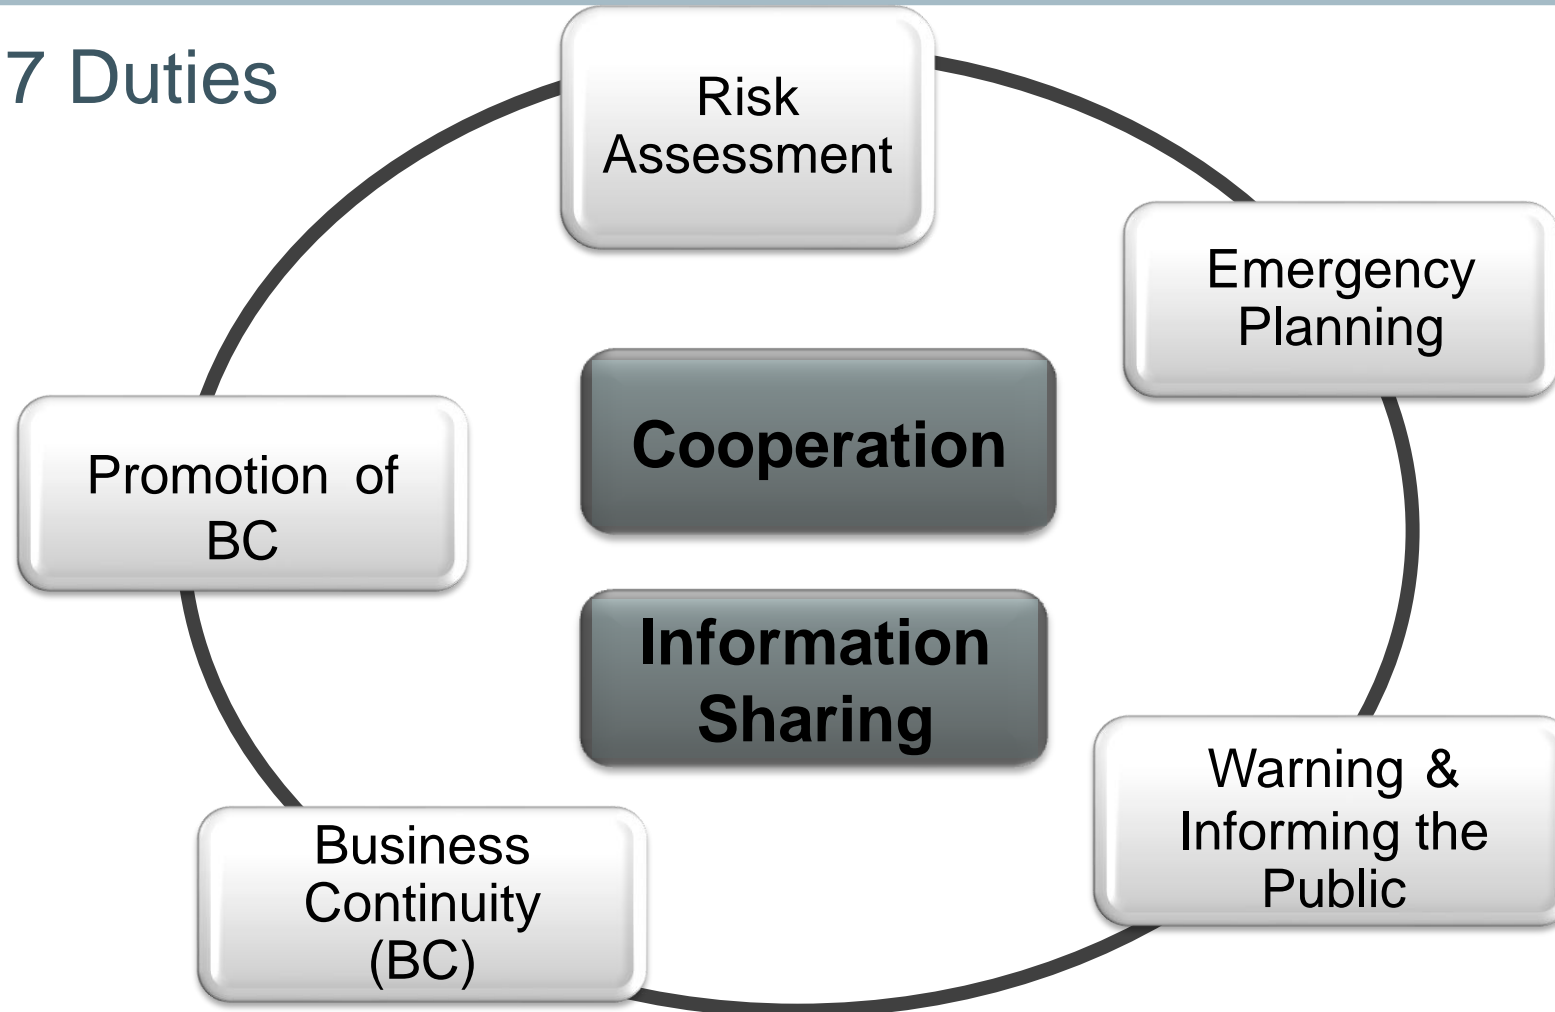 7 Duties
Risk
Assessment
Emergency
Planning
Cooperation
Promotion of
BC
Information
Sharing
Warning &
Informing the
Public
Business
Continuity
(BC)